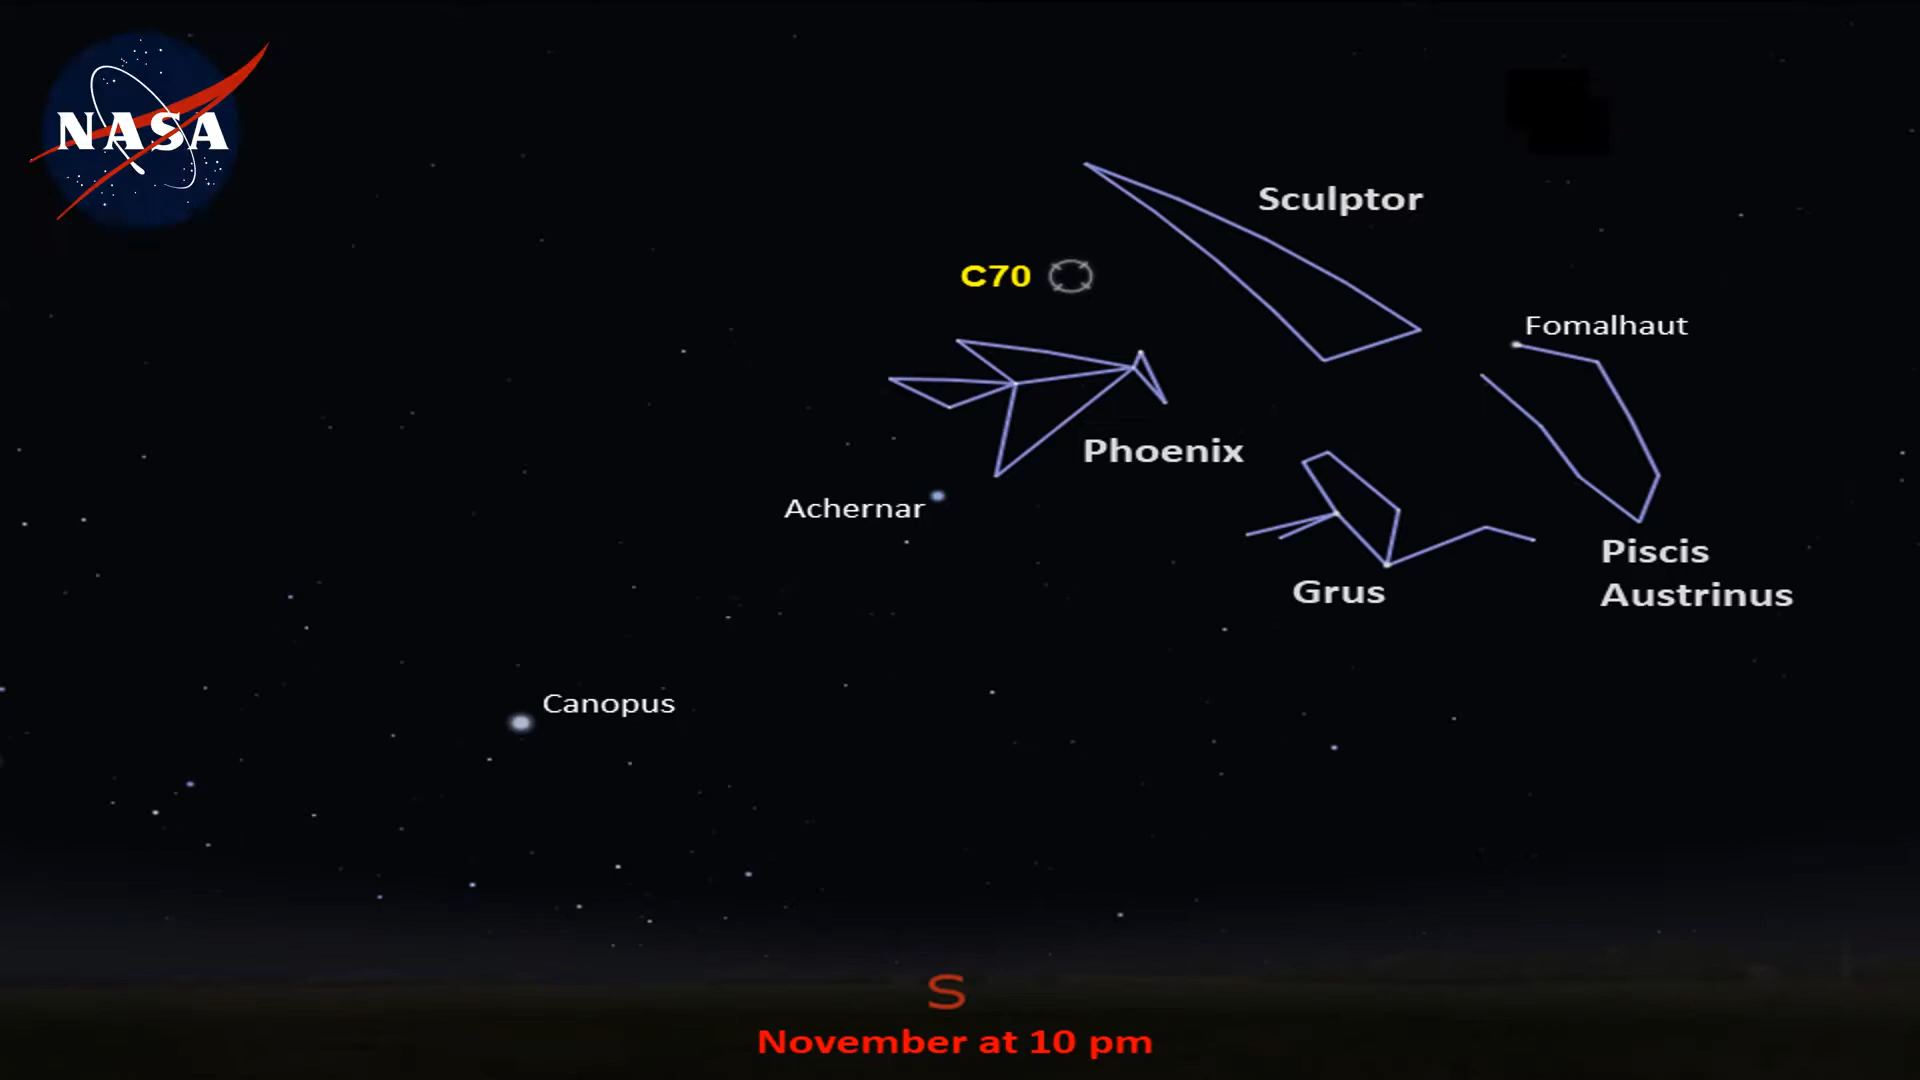 NASA
Sculptor
C70
Fomalhaut
Phoenix
Achernar
Piscis
Austrinus
Grus
Canopus
S
November at 10 pm